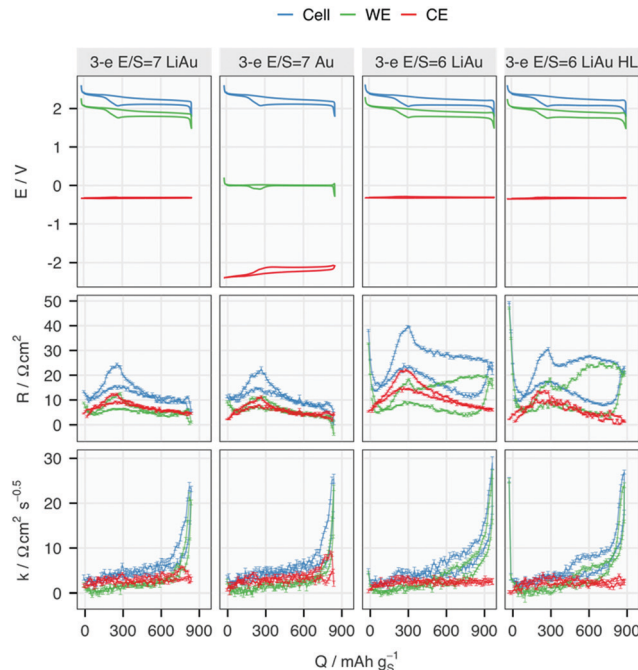 Cell WE CE
3-e E/S=7 LiAu 3-e E/S=7 Au 3-e E/S=6 LiAu 3-e E/S=6 LiAu HL
E / V
2
1
0
-1
-2
R / Ω cm²
50
40
30
20
10
0
k / Ω cm² s⁻⁰·⁵
30
20
10
0
0 300 600 900 0 300 600 900 0 300 600 900 0 300 600 900
Q / mAh g_S⁻¹